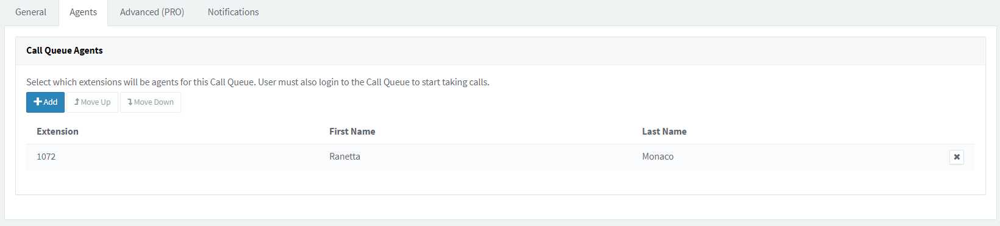 General Agents Advanced (PRO) Notifications
Call Queue Agents
Select which extensions will be agents for this Call Queue. User must also login to the Call Queue to start taking calls.
Add Move Up Move Down
Extension First Name Last Name
1072 Ranetta Monaco